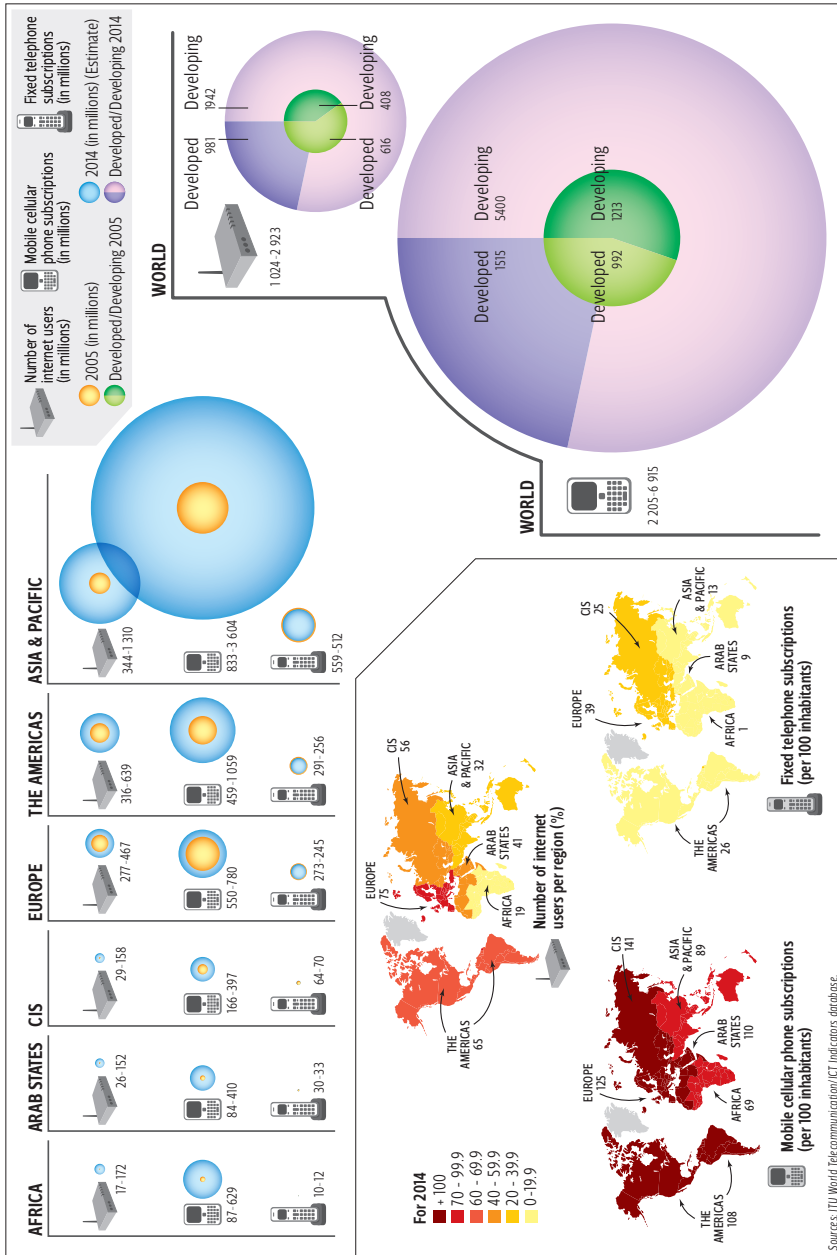 AFRICA
17-172
87-629
10-12
ARAB STATES
26-152
84-410
30-33
CIS
29-158
166-397
64-70
EUROPE
277-467
550-780
273-245
THE AMERICAS
316-639
459-1 059
291-256
ASIA & PACIFIC
344-1 310
833-3 604
559-512
Number of
internet users
(in millions)
Mobile cellular
phone subscriptions
(in millions)
Fixed telephone
subscriptions
(in millions)
2005 (in millions)
2014 (in millions) (Estimate)
Developed/Developing 2005
Developed/Developing 2014
WORLD
1 024-2 923
Developed
981
Developing
1942
Developed
616
Developing
408
WORLD
2 205-6 915
Developed
1515
Developing
5400
Developed
992
Developing
1213
For 2014
+ 100
70 - 99.9
60 - 69.9
40 - 59.9
20 - 39.9
0-19.9
THE
AMERICAS
65
EUROPE
75
CIS
56
ASIA
& PACIFIC
32
ARAB
STATES
41
AFRICA
19
Number of internet
users per region (%)
THE
AMERICAS
108
EUROPE
125
CIS
141
ASIA
& PACIFIC
89
ARAB
STATES
110
AFRICA
69
Mobile cellular phone subscriptions
(per 100 inhabitants)
THE
AMERICAS
26
EUROPE
39
CIS
25
ASIA
& PACIFIC
13
ARAB
STATES
9
AFRICA
1
Fixed telephone subscriptions
(per 100 inhabitants)
Sources: ITU World Telecommunication/ICT Indicators database.